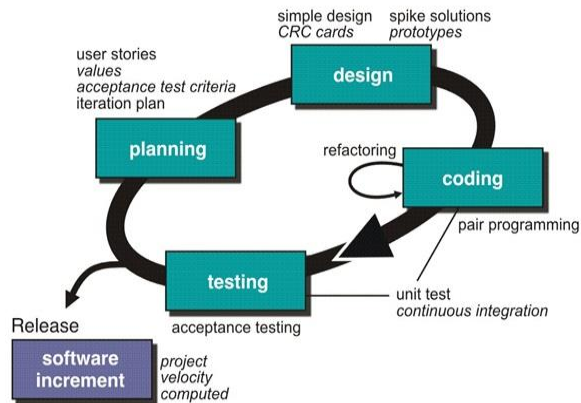 simple design
CRC cards
spike solutions
prototypes
user stories
values
acceptance test criteria
iteration plan
design
planning
refactoring
coding
pair programming
testing
unit test
continuous integration
acceptance testing
Release
software
increment
project
velocity
computed